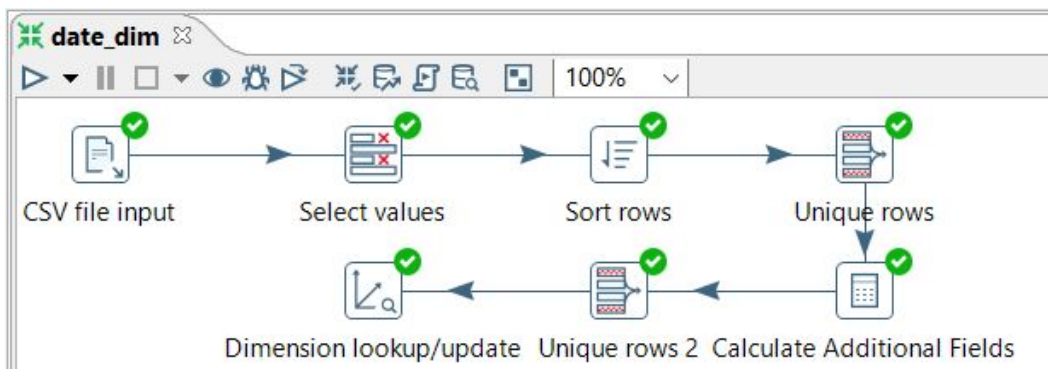 date_dim
100%
CSV file input Select values Sort rows Unique rows
Dimension lookup/update Unique rows 2 Calculate Additional Fields